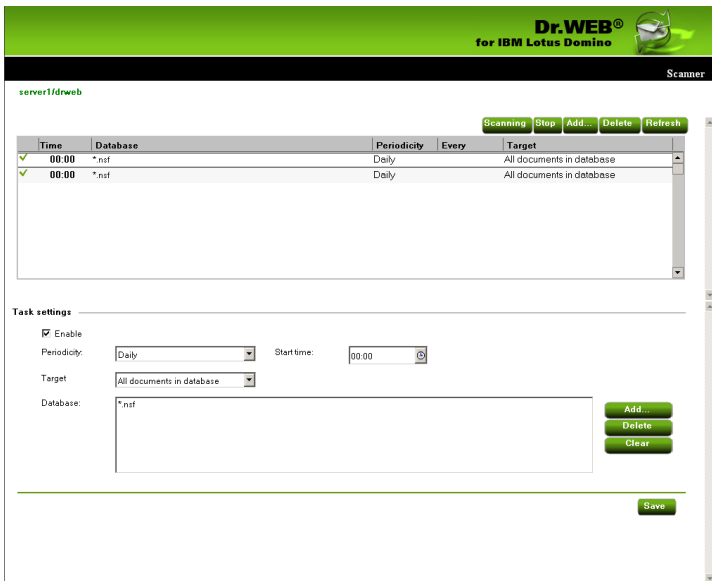 Dr.WEB®
for IBM Lotus Domino
Scanner
server1/drweb
Scanning Stop Add... Delete Refresh
Time Database Periodicity Every Target
00:00 *.nsf Daily All documents in database
00:00 *.nsf Daily All documents in database
Task settings
Enable
Periodicity: Daily Start time: 00:00
Target All documents in database
Database: *.nsf
Add...
Delete
Clear
Save